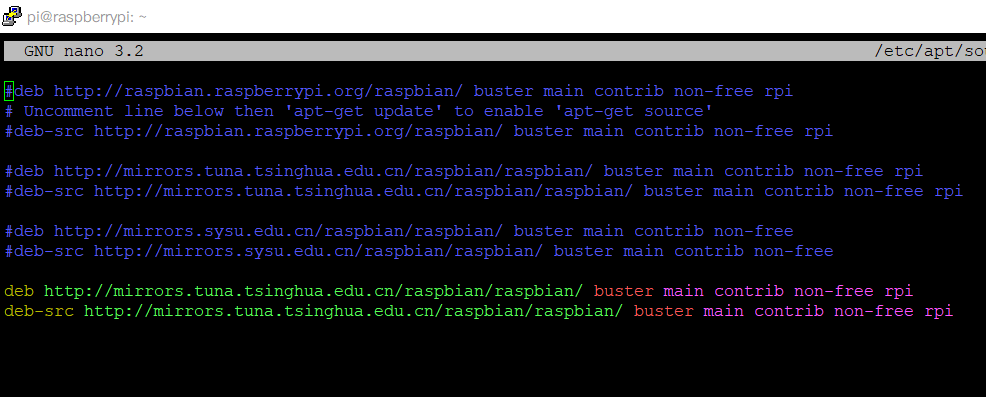 pi@raspberrypi: ~
GNU nano 3.2 /etc/apt/sou
#deb http://raspbian.raspberrypi.org/raspbian/ buster main contrib non-free rpi
# Uncomment line below then 'apt-get update' to enable 'apt-get source'
#deb-src http://raspbian.raspberrypi.org/raspbian/ buster main contrib non-free rpi
#deb http://mirrors.tuna.tsinghua.edu.cn/raspbian/raspbian/ buster main contrib non-free rpi
#deb-src http://mirrors.tuna.tsinghua.edu.cn/raspbian/raspbian/ buster main contrib non-free rpi
#deb http://mirrors.sysu.edu.cn/raspbian/raspbian/ buster main contrib non-free
#deb-src http://mirrors.sysu.edu.cn/raspbian/raspbian/ buster main contrib non-free
deb http://mirrors.tuna.tsinghua.edu.cn/raspbian/raspbian/ buster main contrib non-free rpi
deb-src http://mirrors.tuna.tsinghua.edu.cn/raspbian/raspbian/ buster main contrib non-free rpi